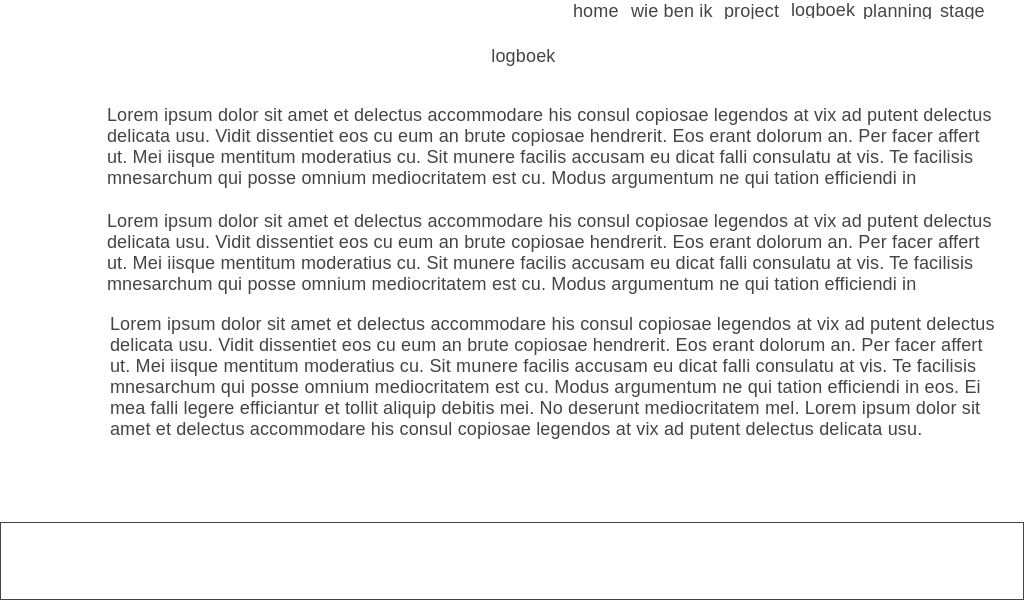 home wie ben ik project logboek planning stage
logboek
Lorem ipsum dolor sit amet et delectus accommodare his consul copiosae legendos at vix ad putent delectus
delicata usu. Vidit dissentiet eos cu eum an brute copiosae hendrerit. Eos erant dolorum an. Per facer affert
ut. Mei iisque mentitum moderatius cu. Sit munere facilis accusam eu dicat falli consulatu at vis. Te facilisis
mnesarchum qui posse omnium mediocritatem est cu. Modus argumentum ne qui tation efficiendi in
Lorem ipsum dolor sit amet et delectus accommodare his consul copiosae legendos at vix ad putent delectus
delicata usu. Vidit dissentiet eos cu eum an brute copiosae hendrerit. Eos erant dolorum an. Per facer affert
ut. Mei iisque mentitum moderatius cu. Sit munere facilis accusam eu dicat falli consulatu at vis. Te facilisis
mnesarchum qui posse omnium mediocritatem est cu. Modus argumentum ne qui tation efficiendi in
Lorem ipsum dolor sit amet et delectus accommodare his consul copiosae legendos at vix ad putent delectus
delicata usu. Vidit dissentiet eos cu eum an brute copiosae hendrerit. Eos erant dolorum an. Per facer affert
ut. Mei iisque mentitum moderatius cu. Sit munere facilis accusam eu dicat falli consulatu at vis. Te facilisis
mnesarchum qui posse omnium mediocritatem est cu. Modus argumentum ne qui tation efficiendi in eos. Ei
mea falli legere efficiantur et tollit aliquip debitis mei. No deserunt mediocritatem mel. Lorem ipsum dolor sit
amet et delectus accommodare his consul copiosae legendos at vix ad putent delectus delicata usu.